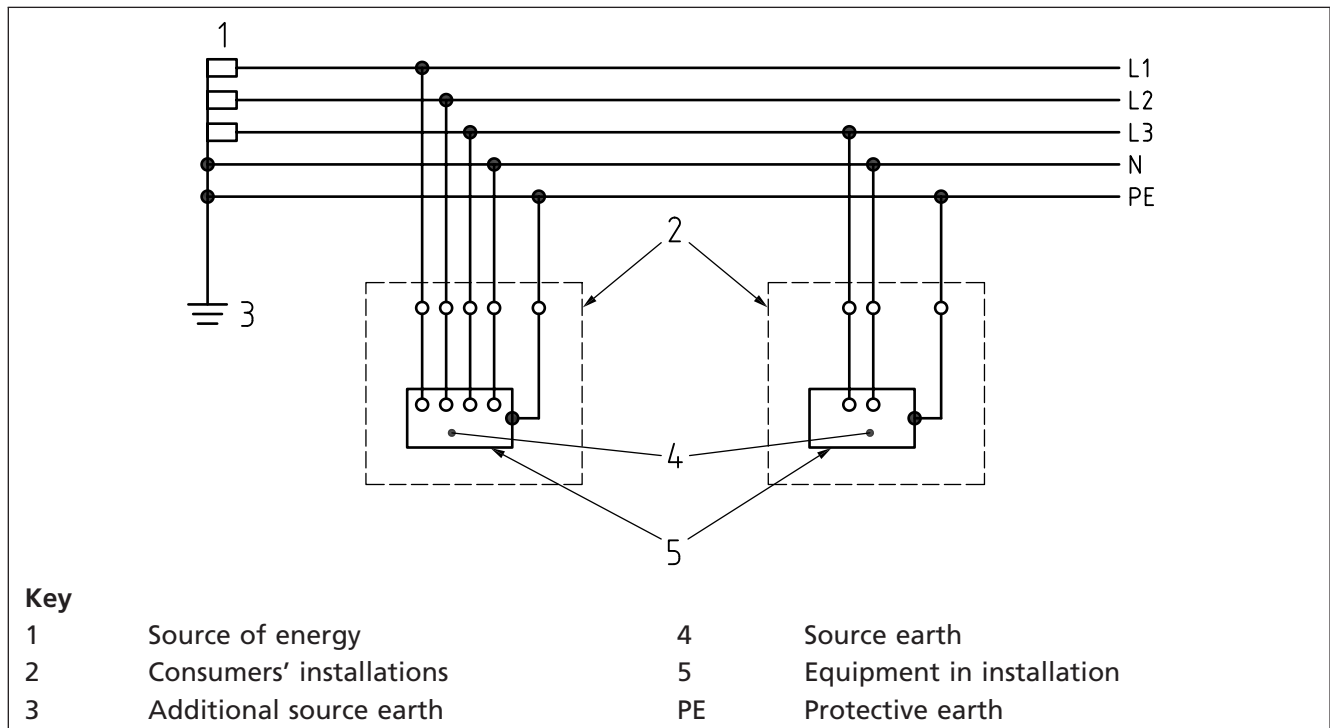 1
L1
L2
L3
N
PE
2
3
4
5
Key
1 Source of energy 4 Source earth
2 Consumers’ installations 5 Equipment in installation
3 Additional source earth PE Protective earth